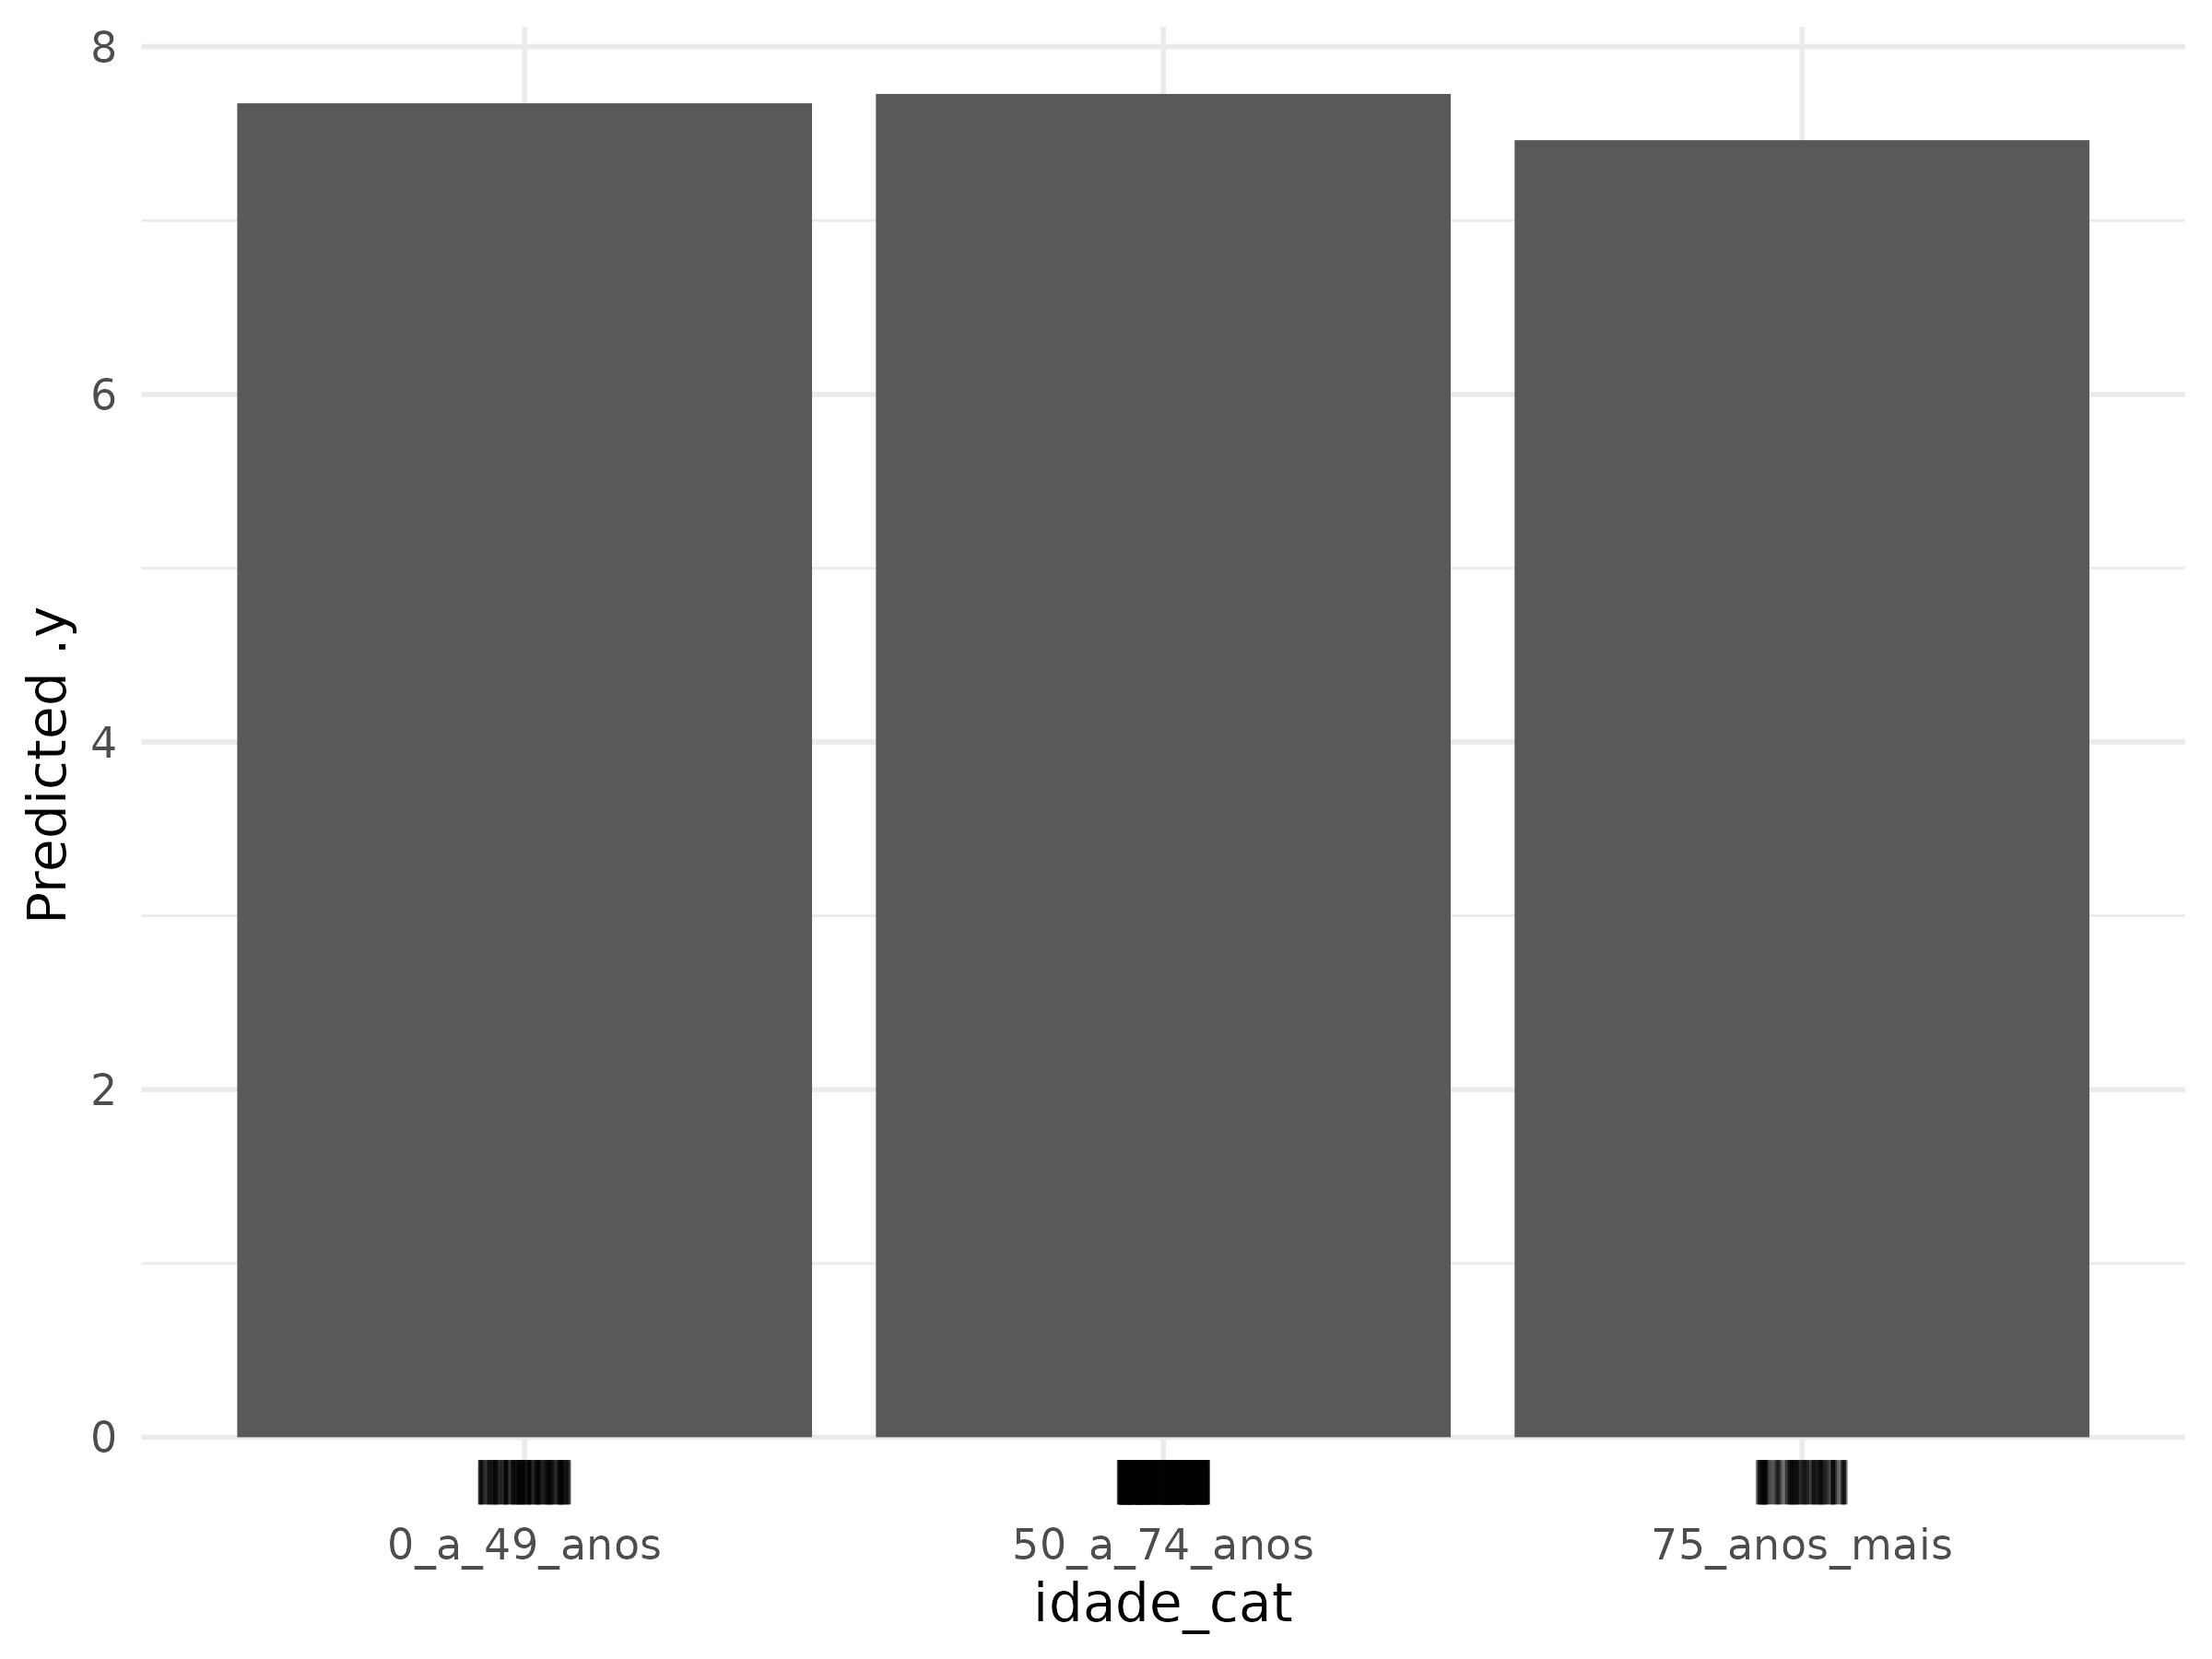 8
6
4
2
0
Predicted .y
0_a_49_anos
50_a_74_anos
75_anos_mais
idade_cat